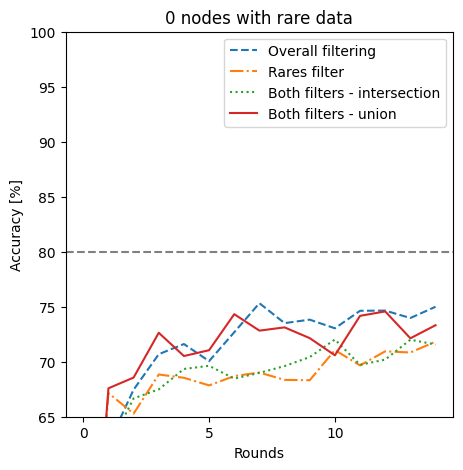 0 nodes with rare data
Overall filtering
Rares filter
Both filters - intersection
Both filters - union
Accuracy [%]
100
95
90
85
80
75
70
65
0
5
10
Rounds